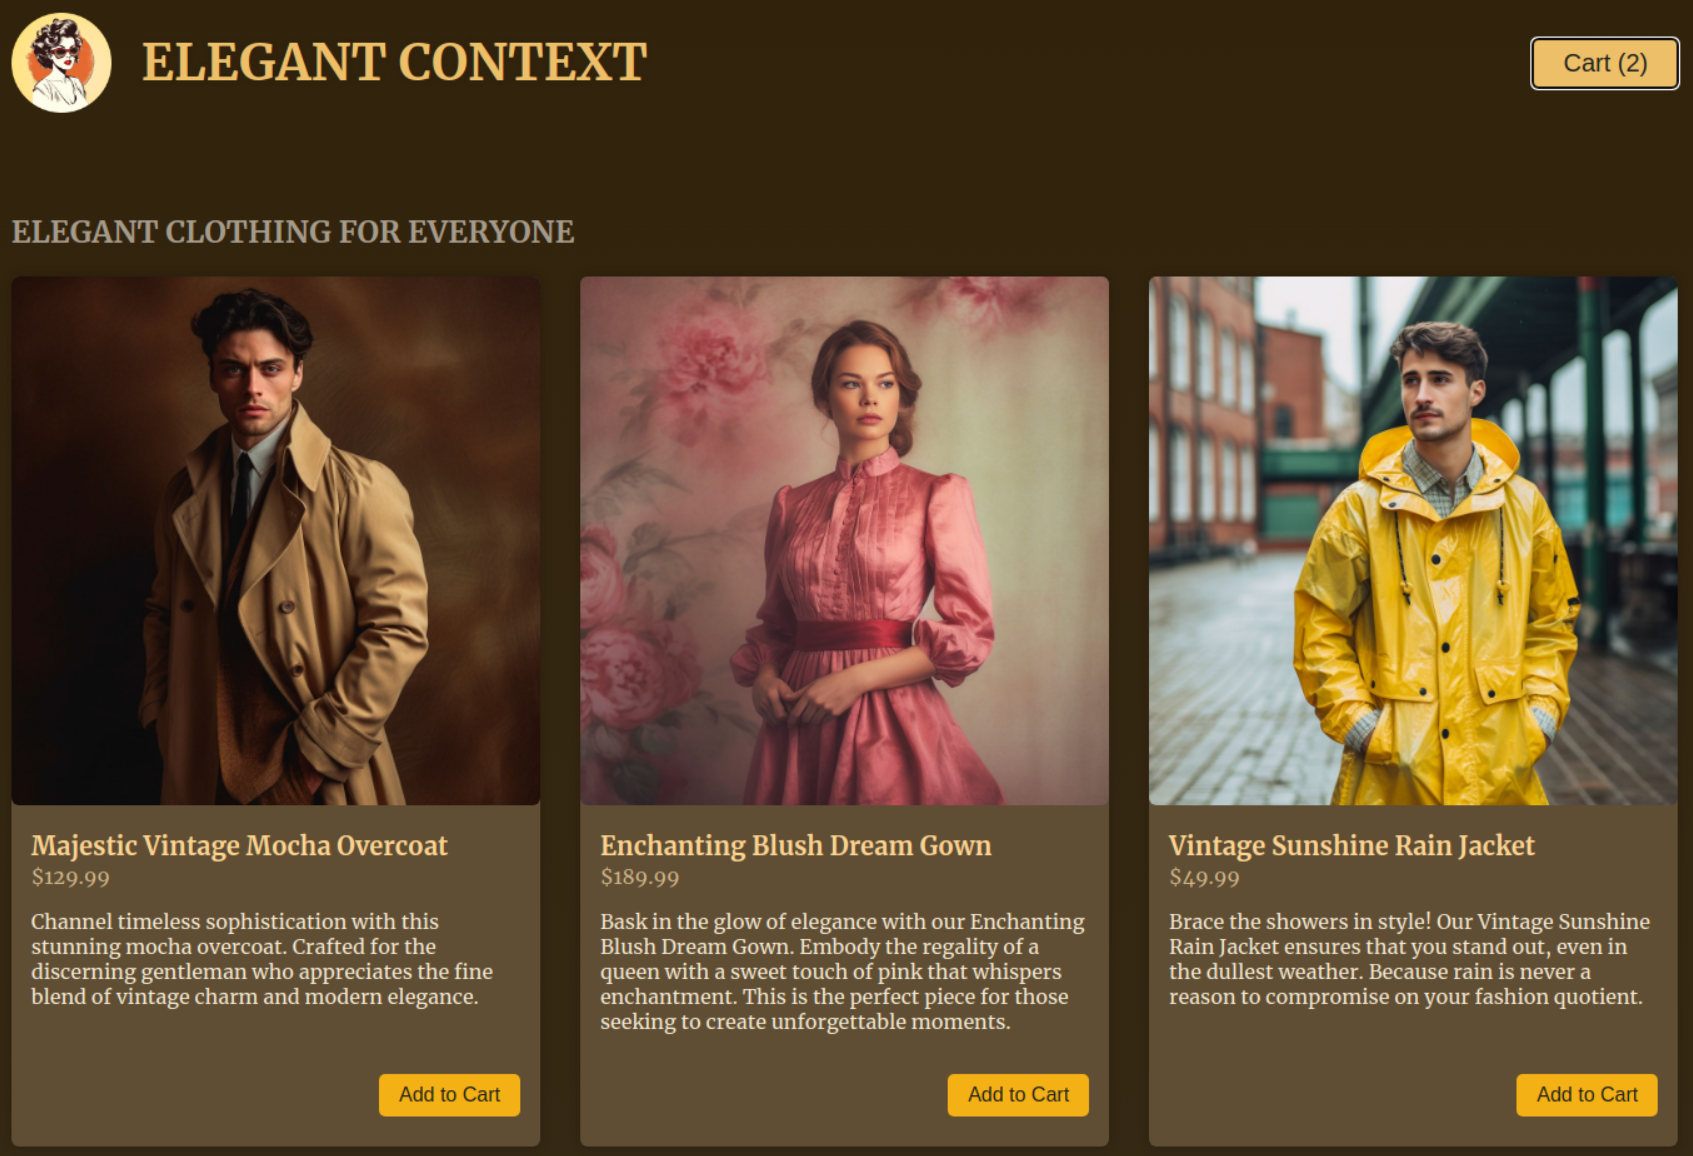 ELEGANT CONTEXT
Cart (2)
ELEGANT CLOTHING FOR EVERYONE
Majestic Vintage Mocha Overcoat
$129.99
Channel timeless sophistication with this
stunning mocha overcoat. Crafted for the
discerning gentleman who appreciates the fine
blend of vintage charm and modern elegance.
Add to Cart
Enchanting Blush Dream Gown
$189.99
Bask in the glow of elegance with our Enchanting
Blush Dream Gown. Embody the regality of a
queen with a sweet touch of pink that whispers
enchantment. This is the perfect piece for those
seeking to create unforgettable moments.
Add to Cart
Vintage Sunshine Rain Jacket
$49.99
Brace the showers in style! Our Vintage Sunshine
Rain Jacket ensures that you stand out, even in
the dullest weather. Because rain is never a
reason to compromise on your fashion quotient.
Add to Cart